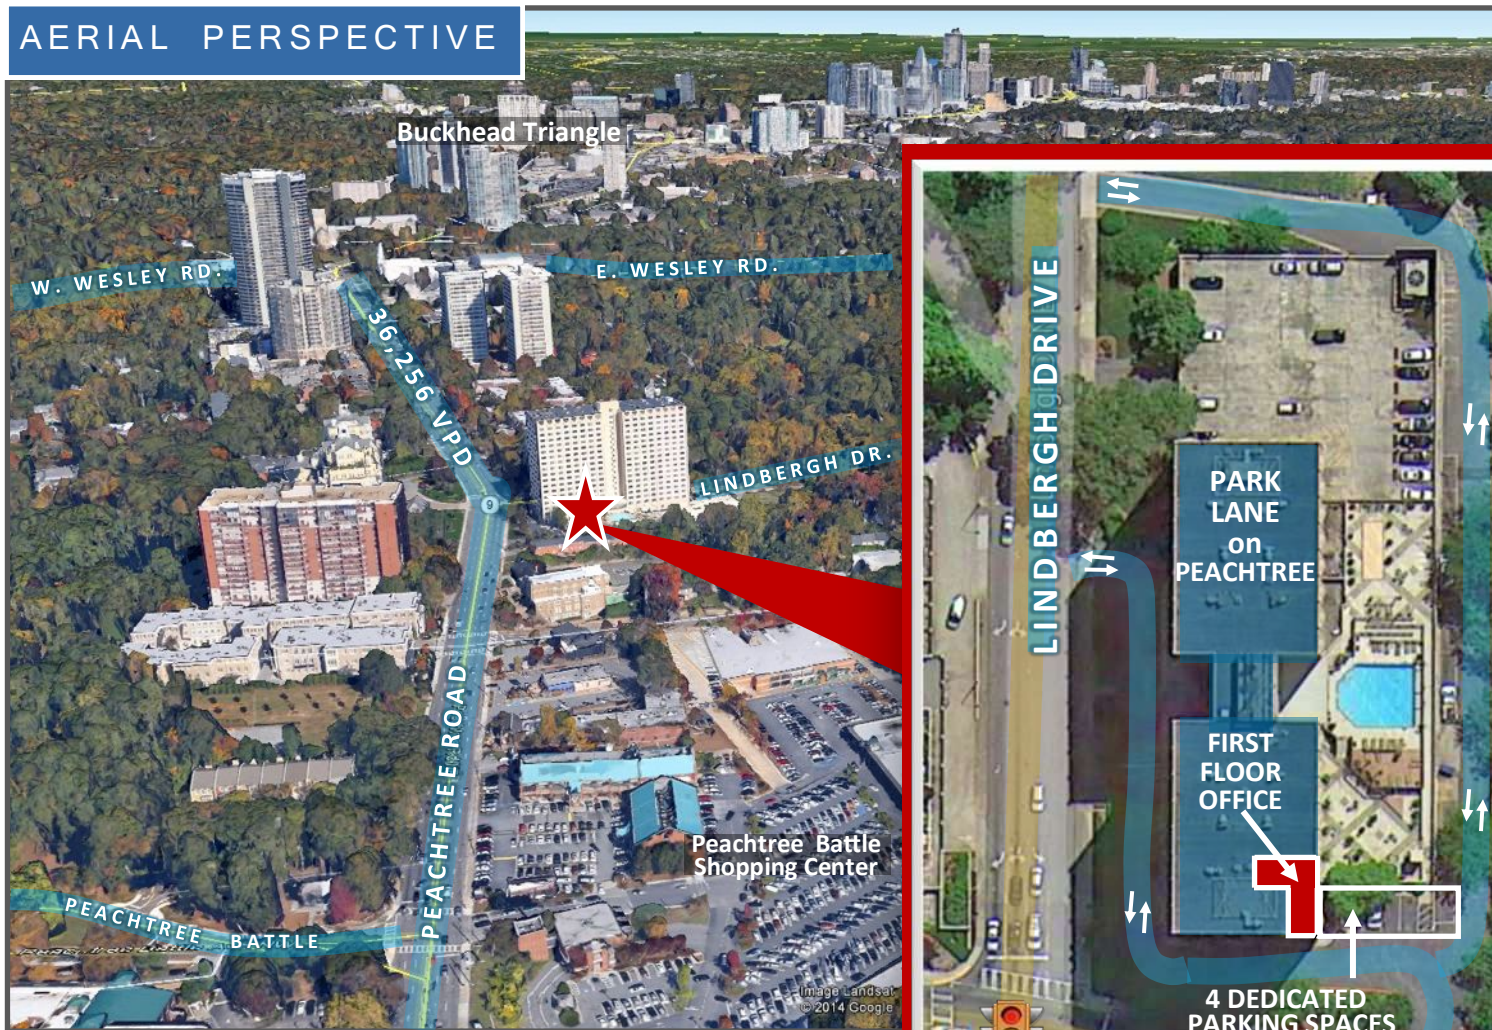 AERIAL PERSPECTIVE
Buckhead Triangle
W. WESLEY RD.
E. WESLEY RD.
36,256 VPD
9
LINDBERGH DR.
PEACHTREE ROAD
Peachtree Battle
Shopping Center
PEACHTREE BATTLE
Image Landsat
© 2014 Google
LINDBERGH DRIVE
PARK
LANE
on
PEACHTREE
FIRST
FLOOR
OFFICE
4 DEDICATED
PARKING SPACES